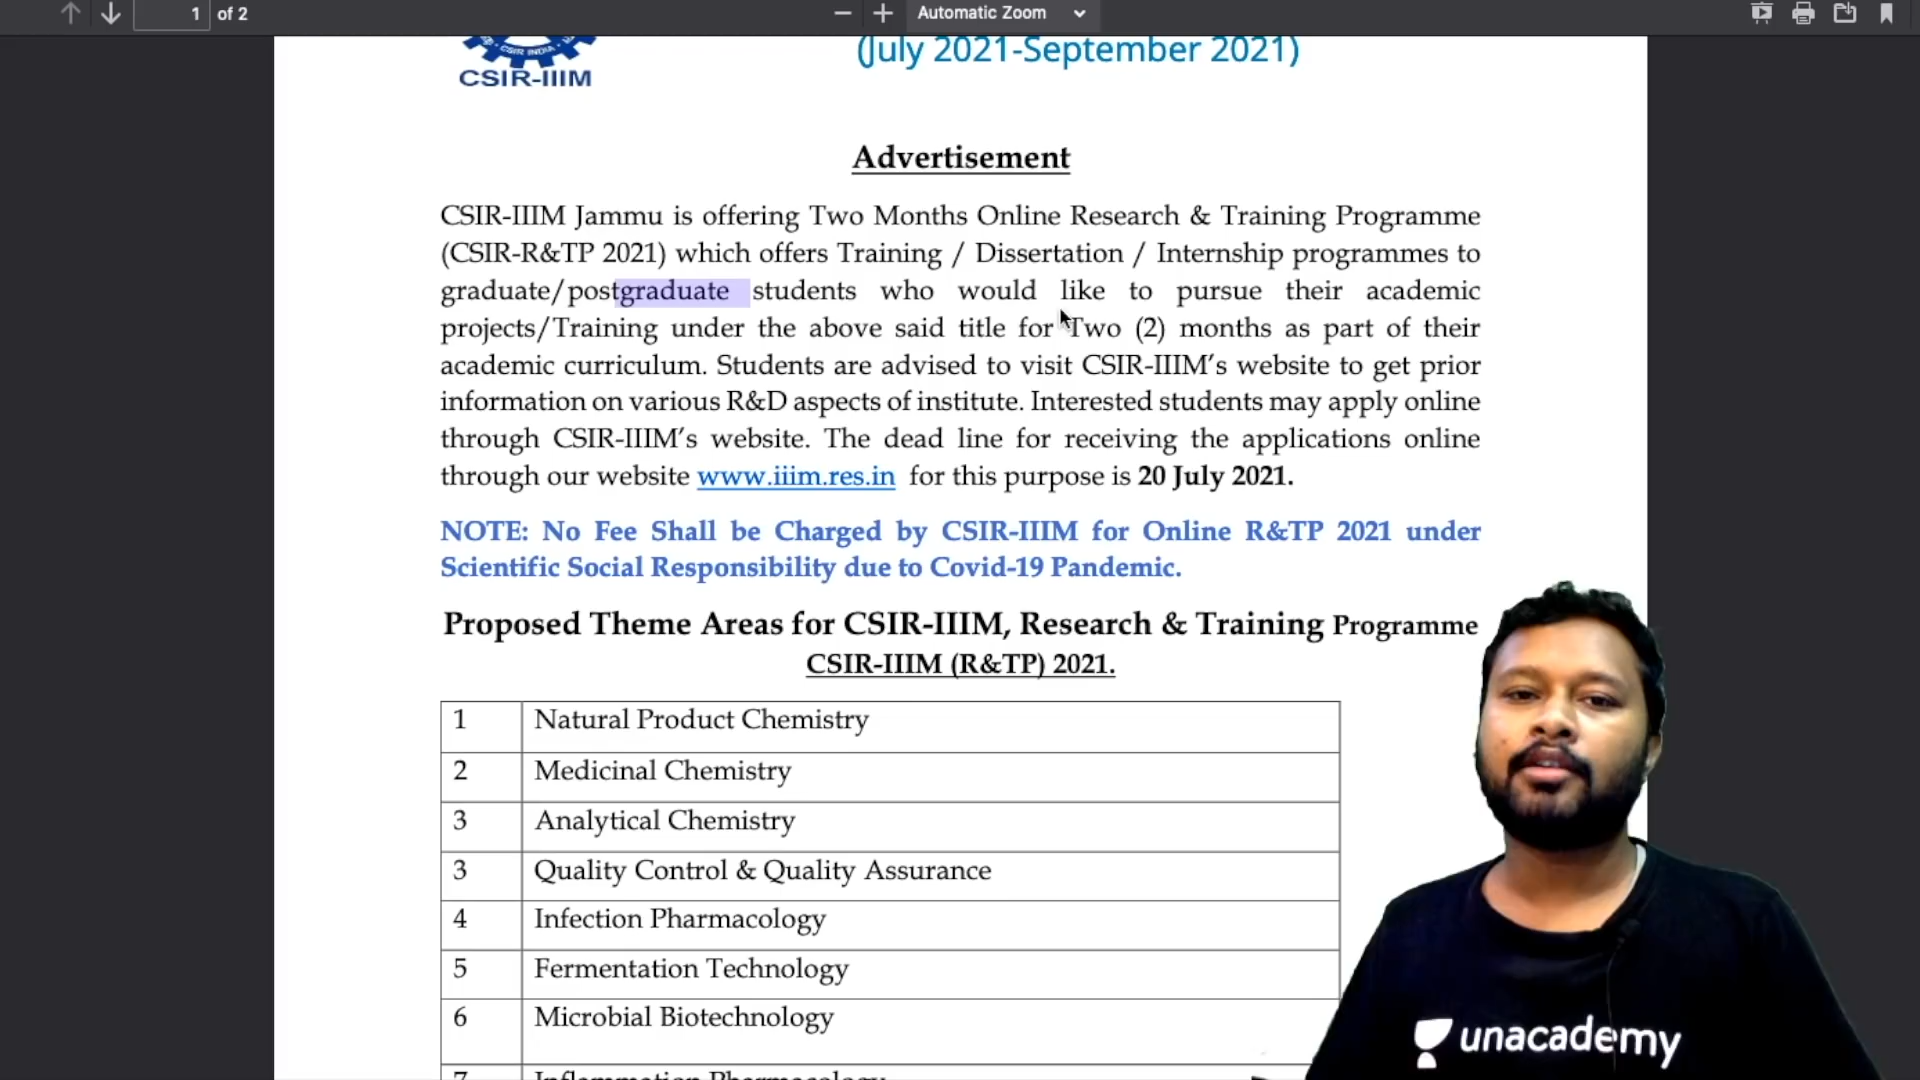 1 of 2
Automatic Zoom
CSIR INDIA
CSIR-IIIM
(July 2021-September 2021)
Advertisement
CSIR-IIIM Jammu is offering Two Months Online Research & Training Programme
(CSIR-R&TP 2021) which offers Training / Dissertation / Internship programmes to
graduate/postgraduate students who would like to pursue their academic
projects/Training under the above said title for Two (2) months as part of their
academic curriculum. Students are advised to visit CSIR-IIIM’s website to get prior
information on various R&D aspects of institute. Interested students may apply online
through CSIR-IIIM’s website. The dead line for receiving the applications online
through our website www.iiim.res.in for this purpose is 20 July 2021.
NOTE: No Fee Shall be Charged by CSIR-IIIM for Online R&TP 2021 under
Scientific Social Responsibility due to Covid-19 Pandemic.
Proposed Theme Areas for CSIR-IIIM, Research & Training Programme
CSIR-IIIM (R&TP) 2021.
1 Natural Product Chemistry
2 Medicinal Chemistry
3 Analytical Chemistry
3 Quality Control & Quality Assurance
4 Infection Pharmacology
5 Fermentation Technology
6 Microbial Biotechnology
7 Inflammation Pharmacology
unacademy